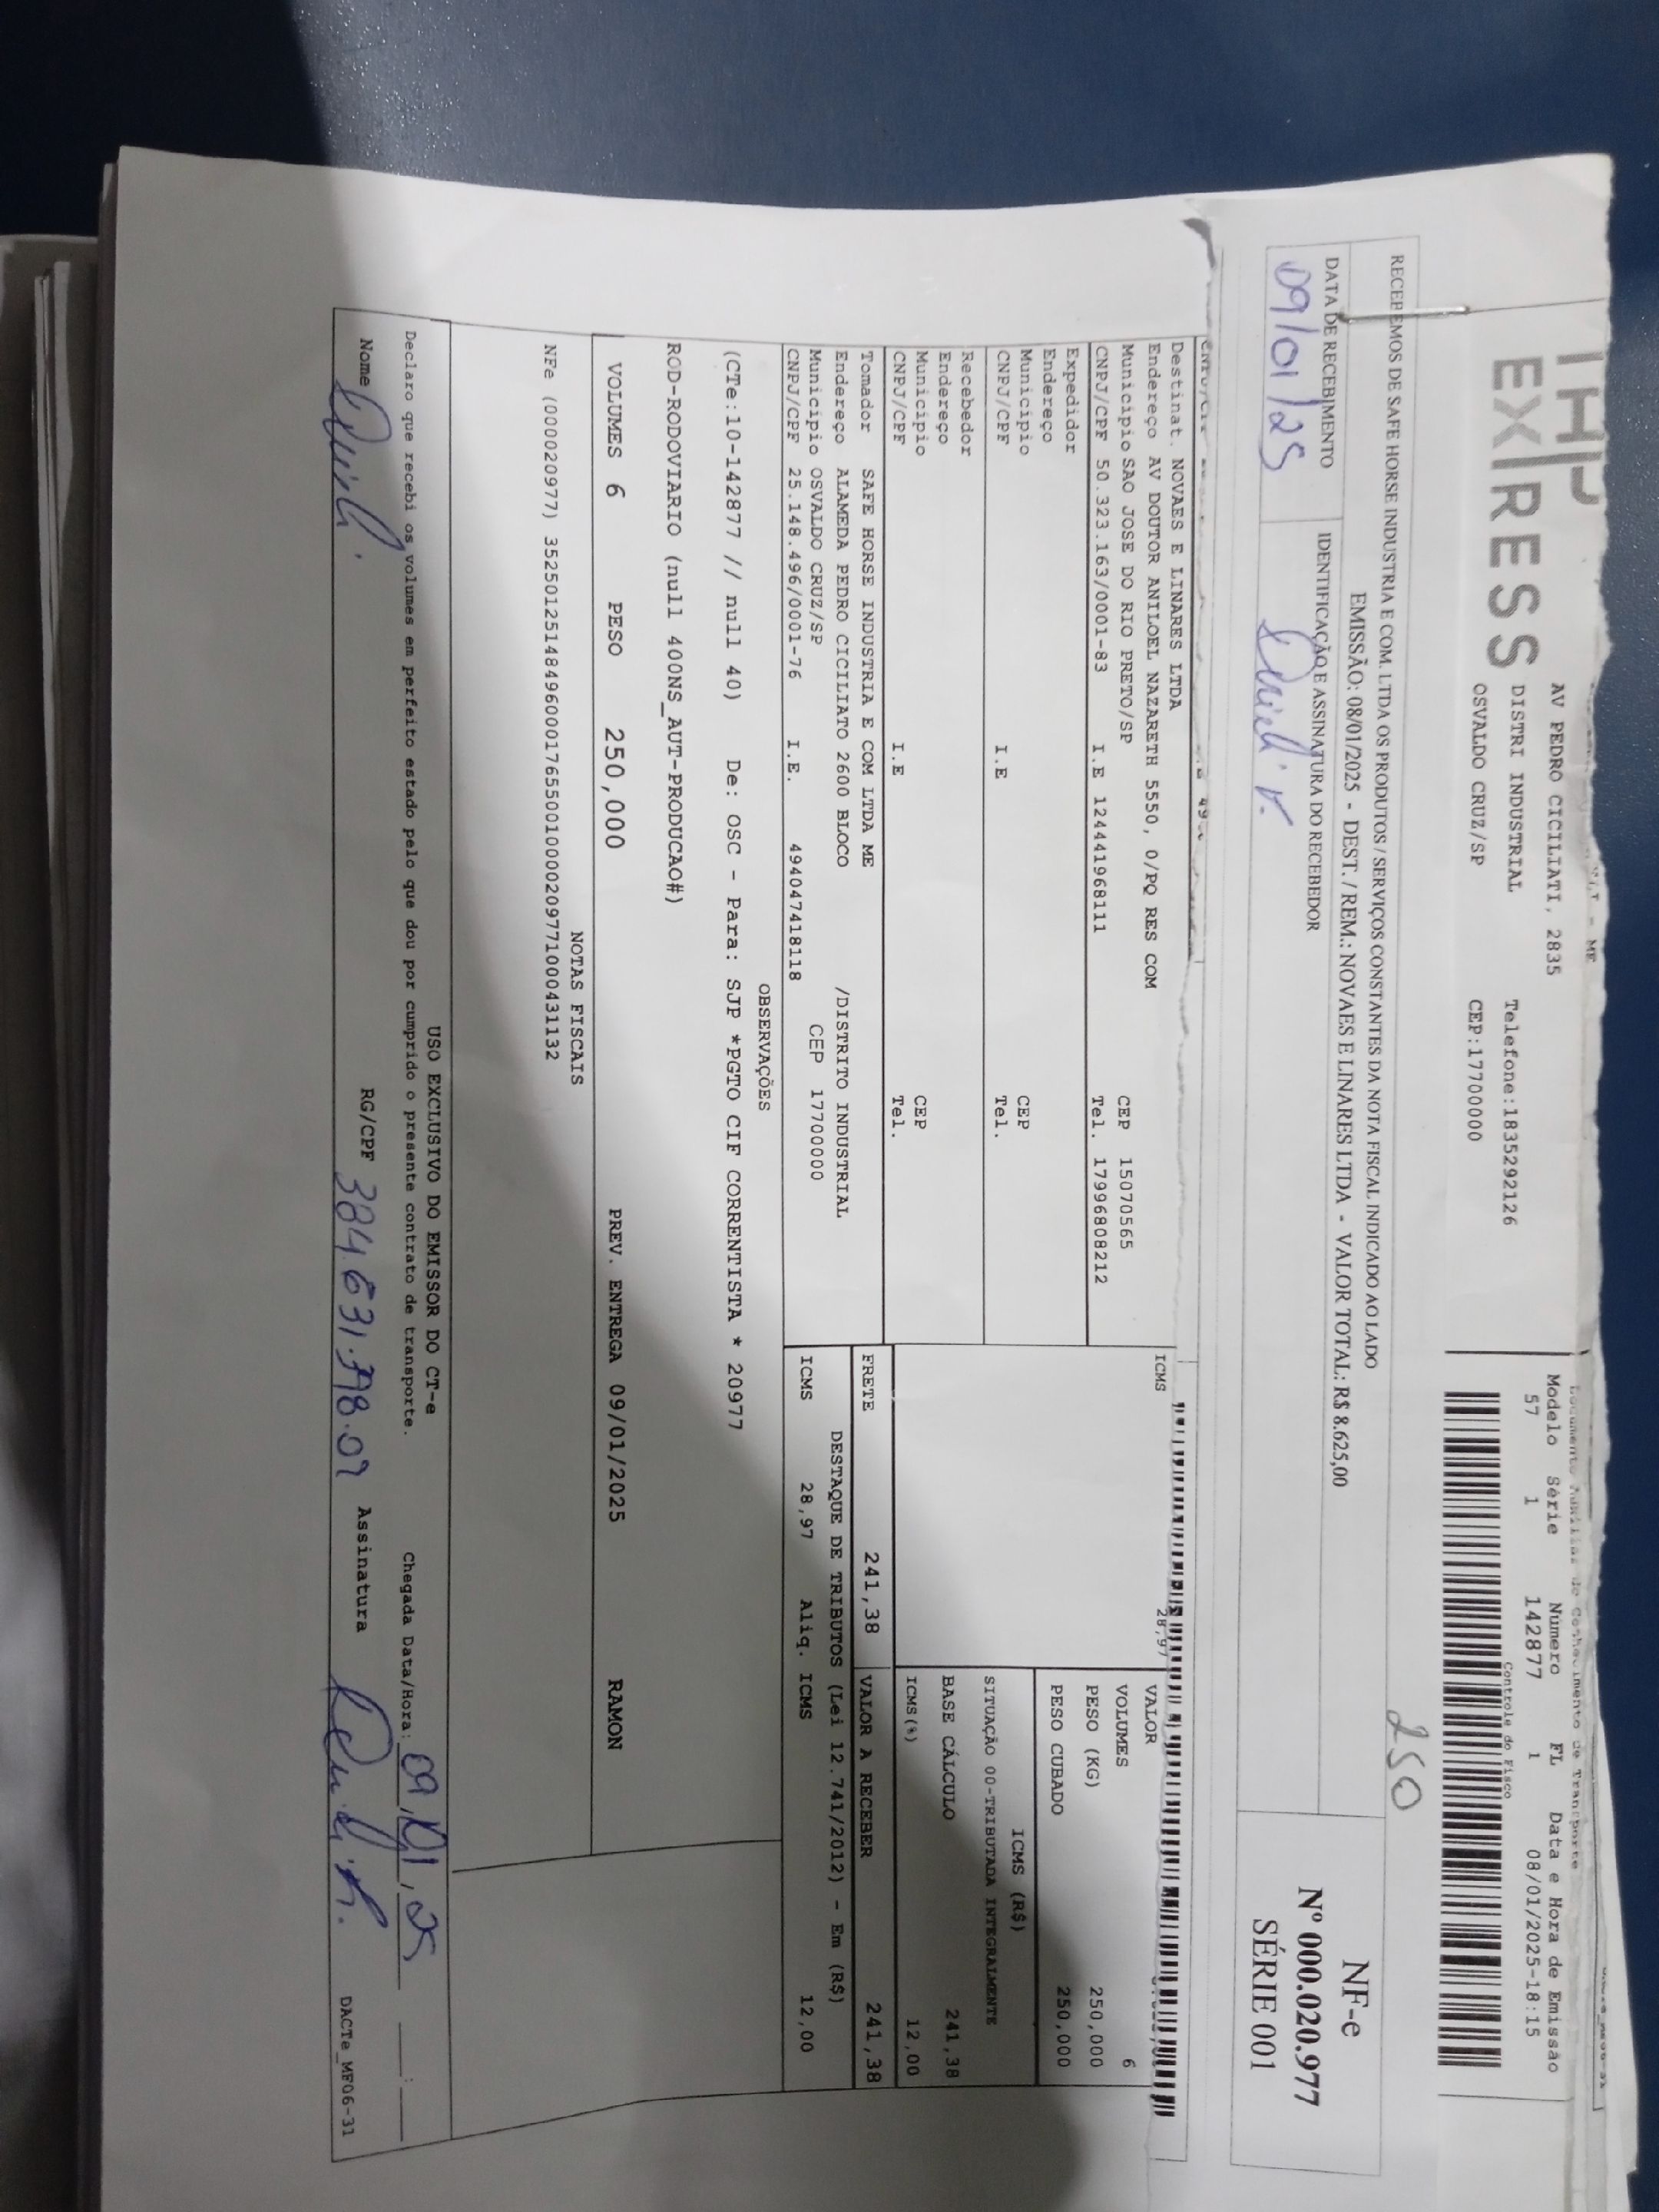 THP
EXPRESS
AV PEDRO CICILIATI, 2835
DISTRI INDUSTRIAL Telefone:1835292126
OSVALDO CRUZ/SP CEP:17700000
Modelo Série Número FL Data e Hora de Emissão
57 1 142877 1 08/01/2025-18:15
Controle do Fisco
250
RECEBEMOS DE SAFE HORSE INDUSTRIA E COM. LTDA OS PRODUTOS / SERVIÇOS CONSTANTES DA NOTA FISCAL INDICADO AO LADO
EMISSÃO: 08/01/2025 - DEST. / REM.: NOVAES E LINARES LTDA - VALOR TOTAL: R$ 8.625,00
DATA DE RECEBIMENTO IDENTIFICAÇÃO E ASSINATURA DO RECEBEDOR
09/01/25
NF-e
Nº 000.020.977
SÉRIE 001
Destinat. NOVAES E LINARES LTDA
Endereço AV DOUTOR ANILOEL NAZARETH 5550, 0/PQ RES COM
Município SAO JOSE DO RIO PRETO/SP CEP 15070565
CNPJ/CPF 50.323.163/0001-83 I.E 124441968111 Tel. 17996808212
Expedidor
Endereço
Município CEP
CNPJ/CPF I.E Tel.
Recebedor
Endereço
Município CEP
CNPJ/CPF I.E Tel.
Tomador SAFE HORSE INDUSTRIA E COM LTDA ME
Endereço ALAMEDA PEDRO CICILIATO 2600 BLOCO /DISTRITO INDUSTRIAL
Município OSVALDO CRUZ/SP CEP 17700000
CNPJ/CPF 25.148.496/0001-76 I.E. 494047418118
ICMS 28,97
VALOR
VOLUMES 6
PESO (KG) 250,000
PESO CUBADO 250,000
ICMS (R$)
SITUAÇÃO 00-TRIBUTADA INTEGRALMENTE
BASE CÁLCULO 241,38
ICMS(%) 12,00
FRETE 241,38 VALOR A RECEBER 241,38
DESTAQUE DE TRIBUTOS (Lei 12.741/2012) - Em (R$)
ICMS 28,97 Aliq. ICMS 12,00
OBSERVAÇÕES
(CTe:10-142877 // null 40) De: OSC - Para: SJP *PGTO CIF CORRENTISTA * 20977
ROD-RODOVIARIO (null 400NS_AUT-PRODUCAO#)
VOLUMES 6 PESO 250,000 PREV. ENTREGA 09/01/2025 RAMON
NOTAS FISCAIS
NFe (000020977) 35250125148496000176550010000209771000431132
USO EXCLUSIVO DO EMISSOR DO CT-e
Declaro que recebi os volumes em perfeito estado pelo que dou por cumprido o presente contrato de transporte. Chegada Data/Hora: 09,01,25 __:__
Nome RG/CPF Assinatura
DACTe_MF06-31